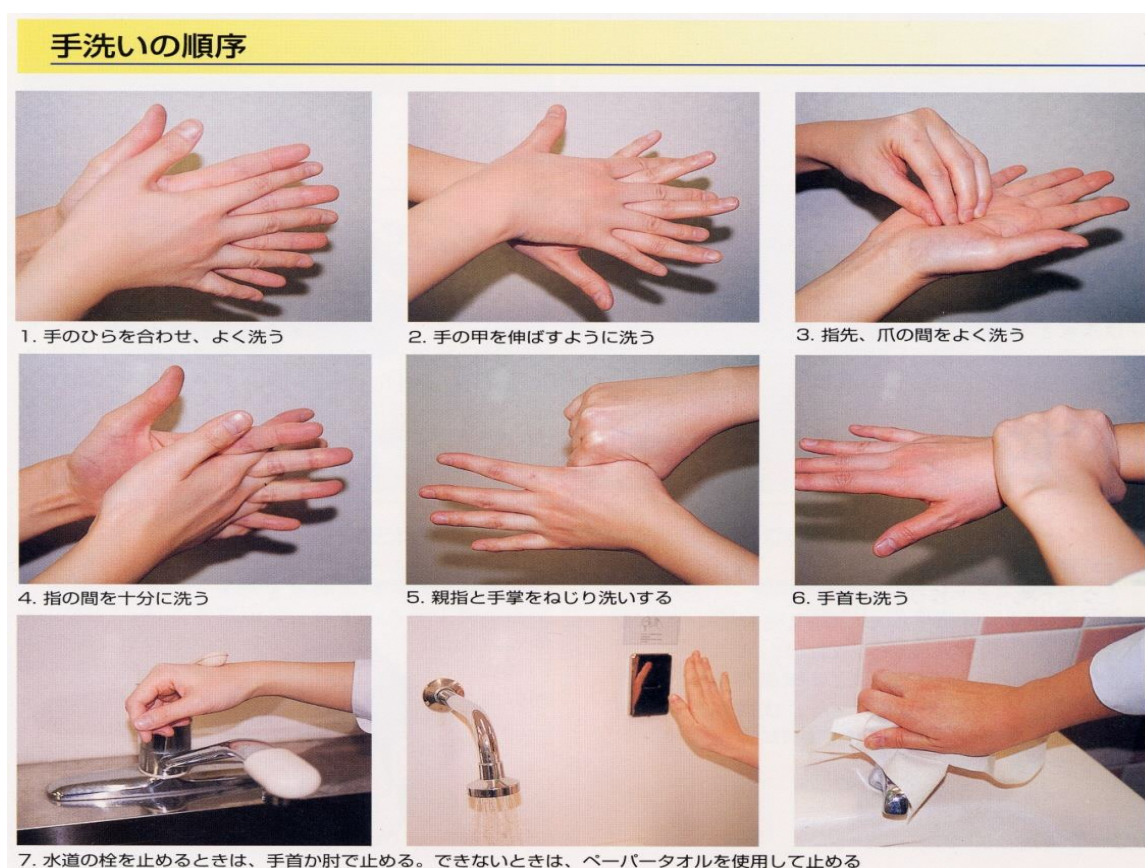 手洗いの順序
1. 手のひらを合わせ、よく洗う
2. 手の甲を伸ばすように洗う
3. 指先、爪の間をよく洗う
4. 指の間を十分に洗う
5. 親指と手掌をねじり洗いする
6. 手首も洗う
7. 水道の栓を止めるときは、手首か肘で止める。できないときは、ペーパータオルを使用して止める